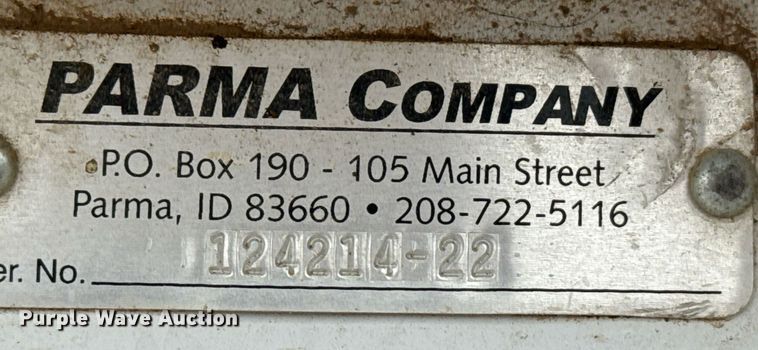 PARMA COMPANY
P.O. Box 190 - 105 Main Street
Parma, ID 83660 • 208-722-5116
er. No. 124214-22
Purple Wave Auction